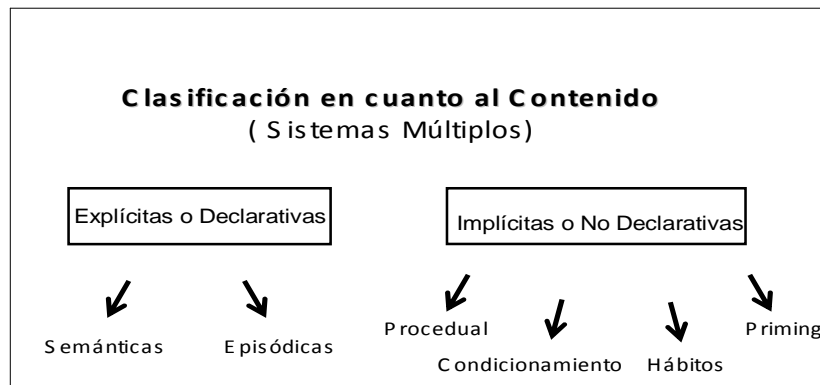 Clasificación en cuanto al Contenido
( Sistemas Múltiplos)
Explícitas o Declarativas
Implícitas o No Declarativas
Semánticas
Episódicas
Procedual
Condicionamiento
Hábitos
Priming